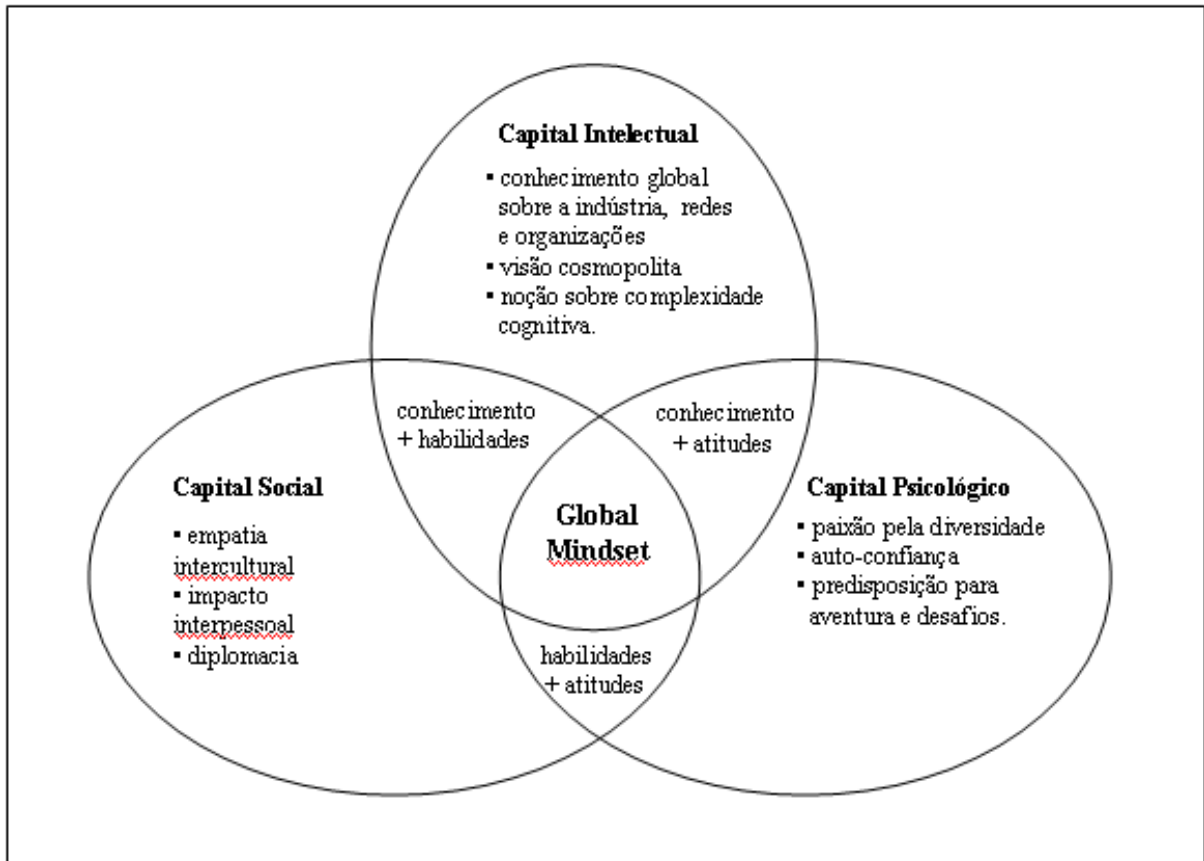 Capital Intelectual
▪ conhecimento global
sobre a indústria, redes
e organizações
▪ visão cosmopolita
▪ noção sobre complexidade
cognitiva.
conhecimento
+ habilidades
conhecimento
+ atitudes
Capital Social
▪ empatia
intercultural
▪ impacto
interpessoal
▪ diplomacia
Global
Mindset
Capital Psicológico
▪ paixão pela diversidade
▪ auto-confiança
▪ predisposição para
aventura e desafios.
habilidades
+ atitudes